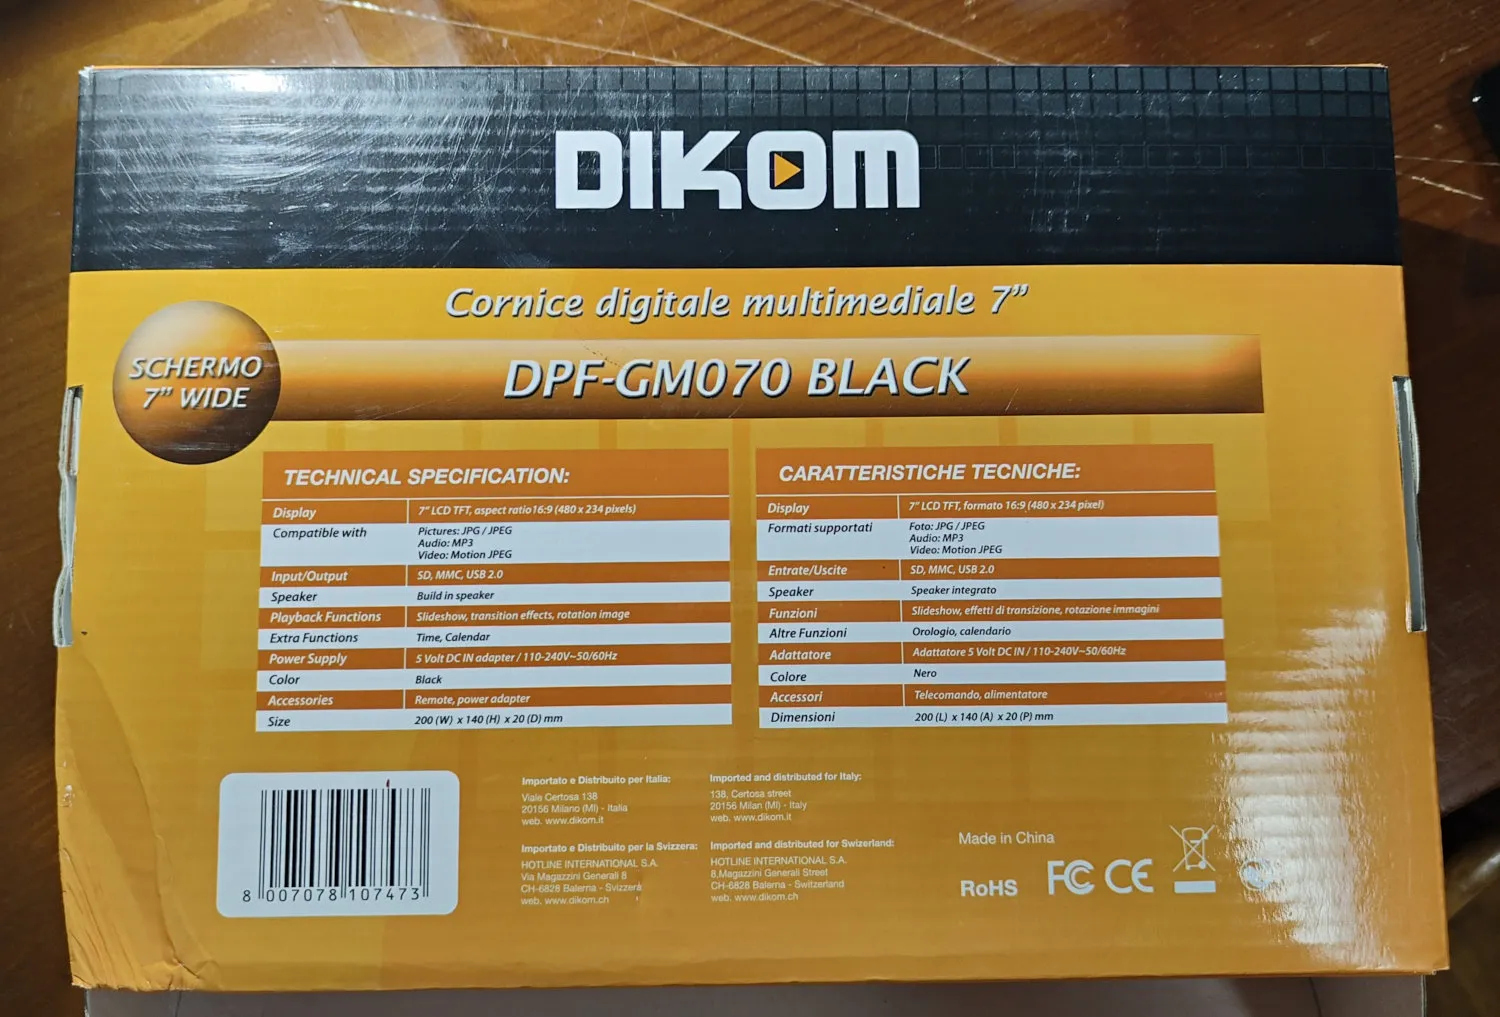 DIKOM
Cornice digitale multimediale 7"
SCHERMO
7" WIDE
DPF-GM070 BLACK
TECHNICAL SPECIFICATION:
Display 7" LCD TFT, aspect ratio 16:9 (480 x 234 pixels)
Compatible with Pictures: JPG / JPEG
Audio: MP3
Video: Motion JPEG
Input/Output SD, MMC, USB 2.0
Speaker Build in speaker
Playback Functions Slideshow, transition effects, rotation image
Extra Functions Time, Calendar
Power Supply 5 Volt DC IN adapter / 110-240V~50/60Hz
Color Black
Accessories Remote, power adapter
Size 200 (W) x 140 (H) x 20 (D) mm
CARATTERISTICHE TECNICHE:
Display 7" LCD TFT, formato 16:9 (480 x 234 pixel)
Formati supportati Foto: JPG / JPEG
Audio: MP3
Video: Motion JPEG
Entrate/Uscite SD, MMC, USB 2.0
Speaker Speaker integrato
Funzioni Slideshow, effetti di transizione, rotazione immagini
Altre Funzioni Orologio, calendario
Adattatore Adattatore 5 Volt DC IN / 110-240V~50/60Hz
Colore Nero
Accessori Telecomando, alimentatore
Dimensioni 200 (L) x 140 (A) x 20 (P) mm
8 007078 107473
Importato e Distribuito per Italia:
Viale Certosa 138
20156 Milano (MI) - Italia
web. www.dikom.it
Importato e Distribuito per la Svizzera:
HOTLINE INTERNATIONAL S.A.
Via Magazzini Generali 8
CH-6828 Balerna - Svizzera
web. www.dikom.ch
Imported and distributed for Italy:
138, Certosa street
20156 Milan (MI) - Italy
web. www.dikom.it
Imported and distributed for Swizerland:
HOTLINE INTERNATIONAL S.A.
8,Magazzini Generali Street
CH-6828 Balerna - Switzerland
web. www.dikom.ch
Made in China
RoHS FC CE